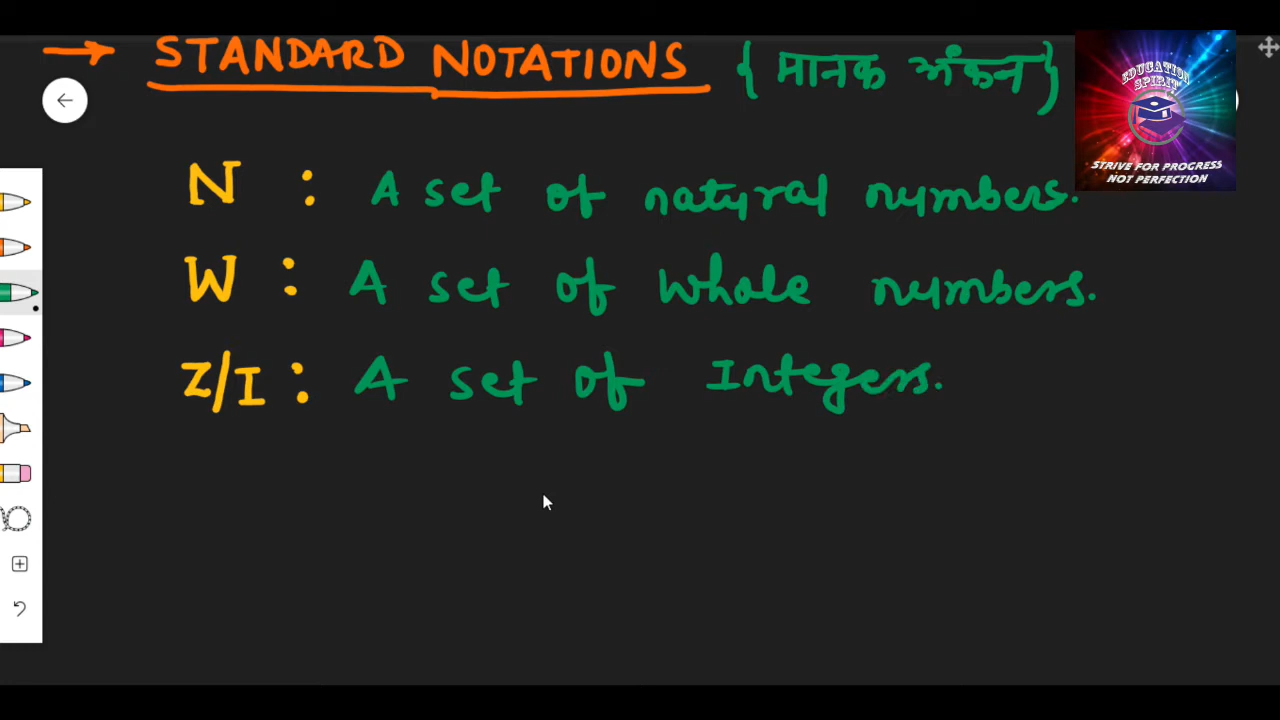 → STANDARD NOTATIONS {मानक अंकन}
EDUCATION
SPIRIT
STRIVE FOR PROGRESS
NOT PERFECTION
N : A set of natural numbers.
W : A set of whole numbers.
Z/I : A set of Integers.